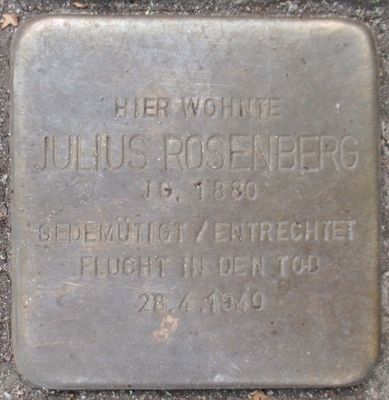 HIER WOHNTE
JULIUS ROSENBERG
JG. 1880
GEDEMÜTIGT / ENTRECHTET
FLUCHT IN DEN TOD
28.4.1940